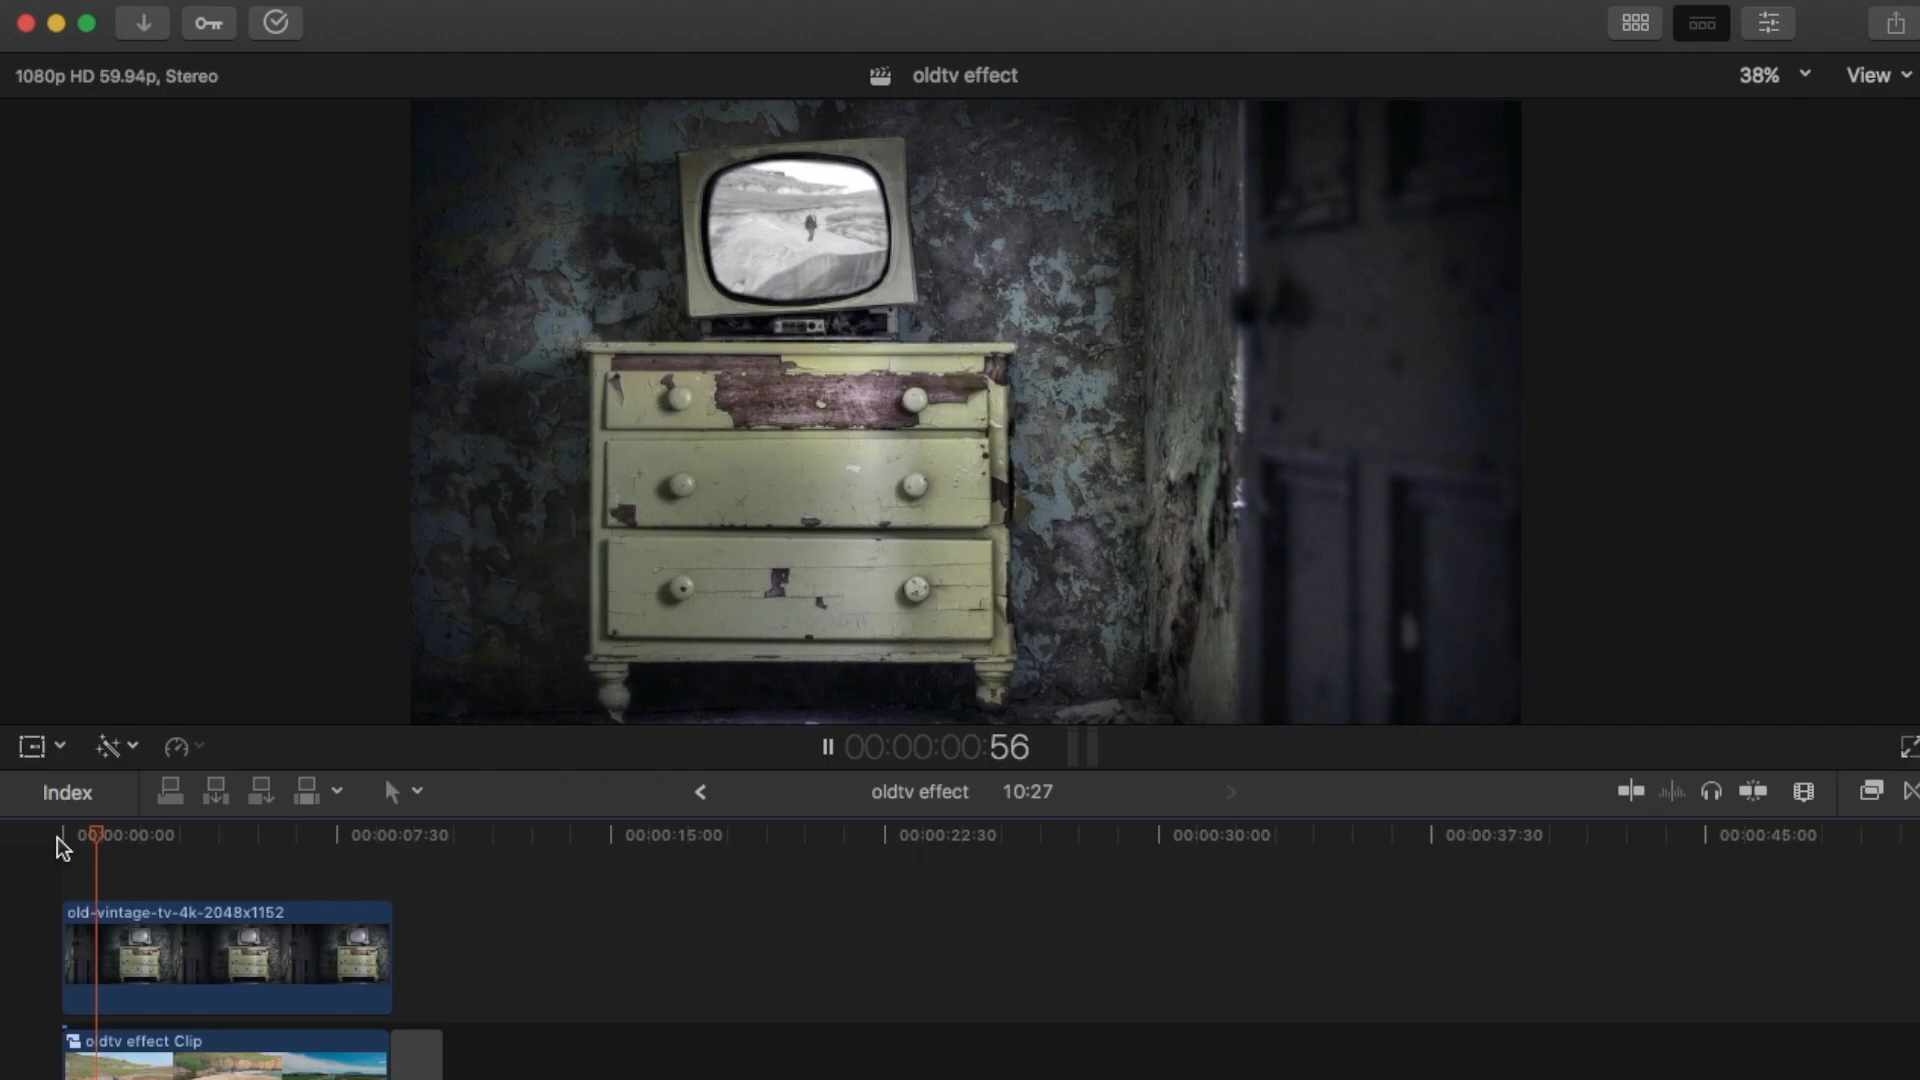 1080p HD 59.94p, Stereo
oldtv effect
38%
View
00:00:00:56
Index
oldtv effect 10:27
00:00:00:00
00:00:07:30
00:00:15:00
00:00:22:30
00:00:30:00
00:00:37:30
00:00:45:00
old-vintage-tv-4k-2048x1152
oldtv effect Clip